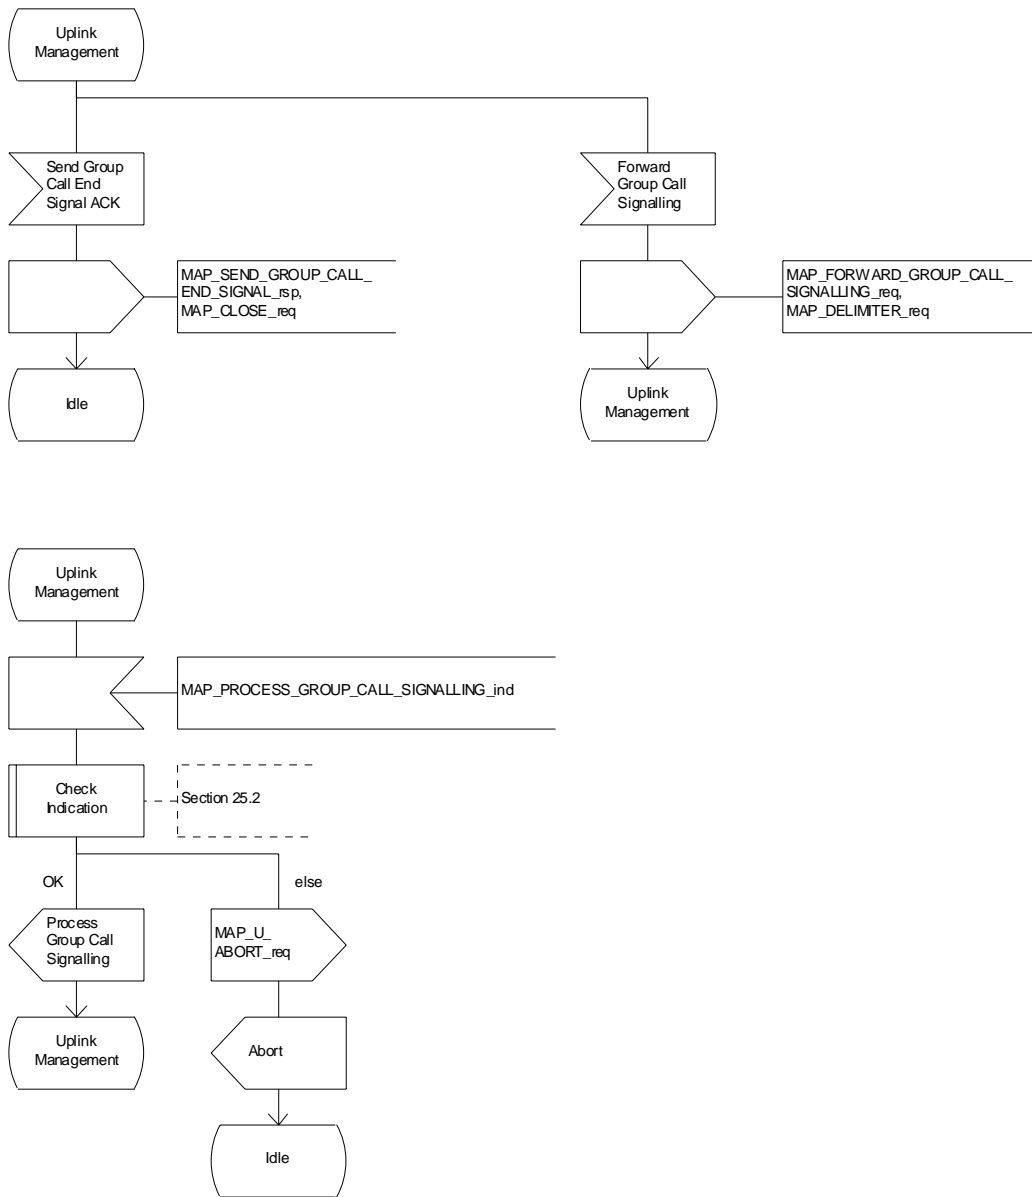 Uplink
Management
Send Group
Call End
Signal ACK
Forward
Group Call
Signalling
MAP_SEND_GROUP_CALL_
END_SIGNAL_rsp,
MAP_CLOSE_req
MAP_FORWARD_GROUP_CALL_
SIGNALLING_req,
MAP_DELIMITER_req
Idle
Uplink
Management
Uplink
Management
MAP_PROCESS_GROUP_CALL_SIGNALLING_ind
Check
Indication
Section 25.2
OK
else
Process
Group Call
Signalling
MAP_U_
ABORT_req
Uplink
Management
Abort
Idle